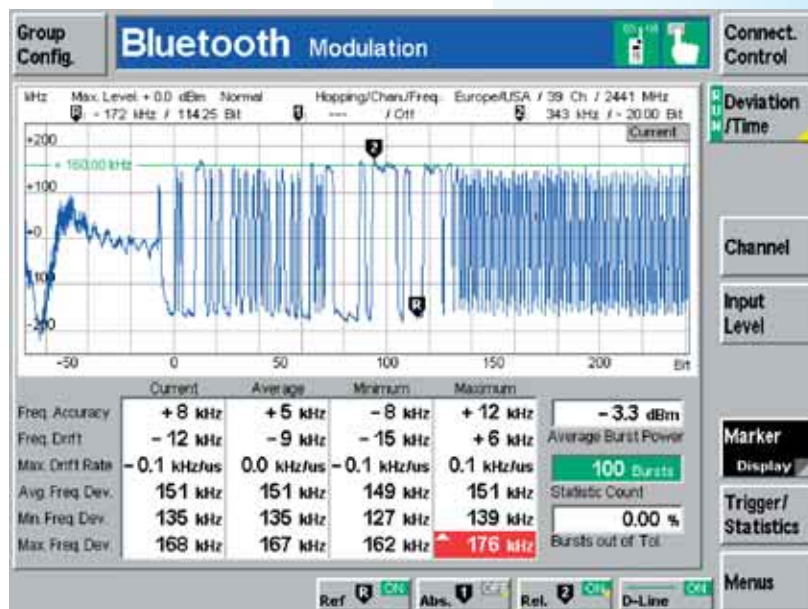 Group Config.
Bluetooth Modulation
Connect. Control
kHz Max. Level + 0.0 dBm Normal Hopping/Chan./Freq. Europe/USA / 39 Ch / 2441 MHz
R - 172 kHz / 114.25 Bit 1 --- / Off 2 343 kHz / - 20.00 Bit
Current
RUN
Deviation /Time
+200
+ 160.00 kHz
2
+100
+0
100
R
-200
-50 0 50 100 150 200 Bit
Channel
Input Level
Current Average Minimum Maximum
Freq. Accuracy + 8 kHz + 5 kHz - 8 kHz + 12 kHz
Freq. Drift - 12 kHz - 9 kHz - 15 kHz + 6 kHz
Max. Drift Rate - 0.1 kHz/us 0.0 kHz/us - 0.1 kHz/us 0.1 kHz/us
Avg. Freq. Dev. 151 kHz 151 kHz 149 kHz 151 kHz
Min. Freq. Dev. 135 kHz 135 kHz 127 kHz 139 kHz
Max. Freq. Dev. 168 kHz 167 kHz 162 kHz 176 kHz
- 3.3 dBm
Average Burst Power
100 Bursts
Statistic Count
0.00 %
Bursts out of Tol.
Marker
Display
Trigger/ Statistics
Menus
Ref R ON
Abs. 1 OFF
Rel. 2 ON
D-Line ON